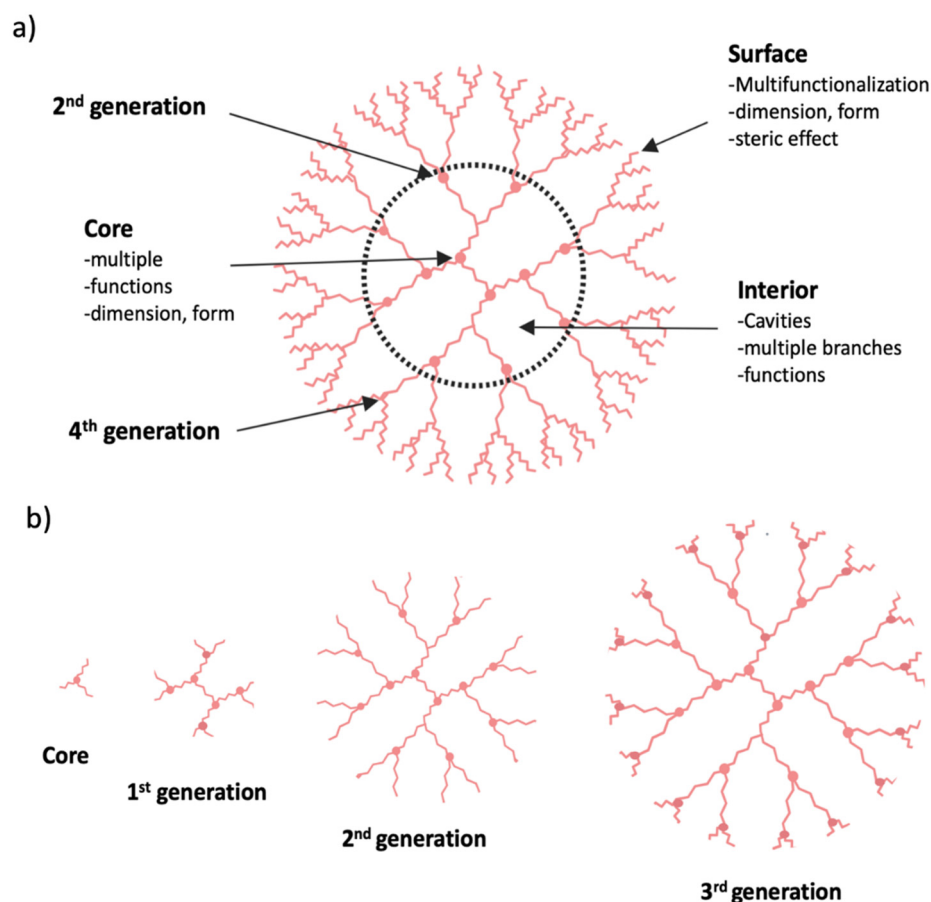 a)
2nd generation
Surface
-Multifunctionalization
-dimension, form
-steric effect
Core
-multiple
-functions
-dimension, form
Interior
-Cavities
-multiple branches
-functions
4th generation
b)
Core
1st generation
2nd generation
3rd generation